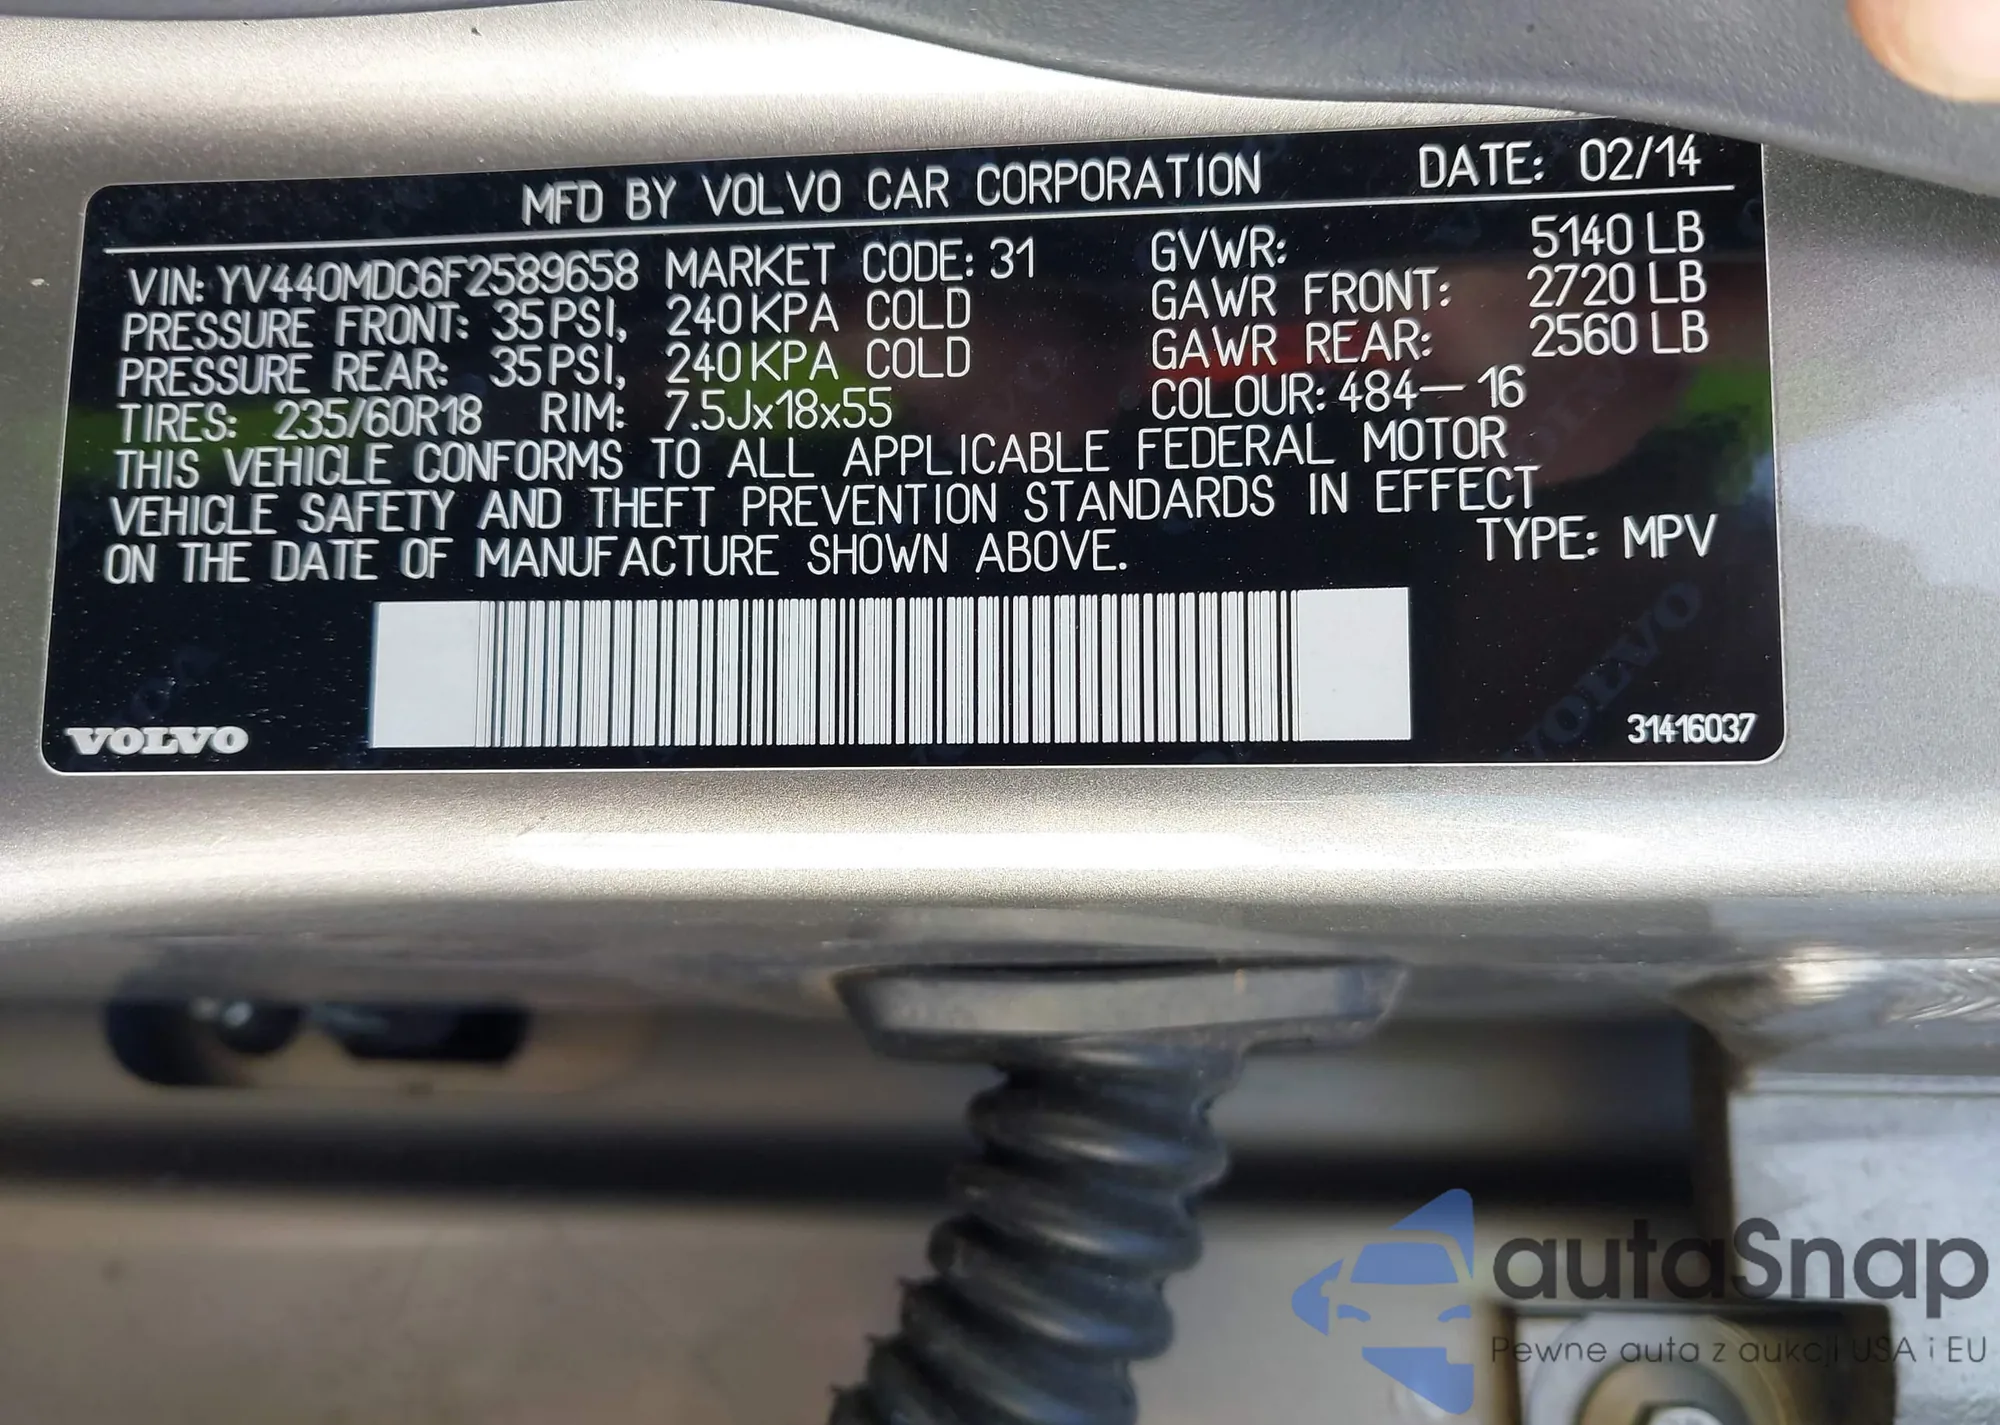 MFD BY VOLVO CAR CORPORATION DATE: 02/14
VIN: YV440MDC6F2589658 MARKET CODE: 31 GVWR: 5140 LB
PRESSURE FRONT: 35 PSI, 240 KPA COLD GAWR FRONT: 2720 LB
PRESSURE REAR: 35 PSI, 240 KPA COLD GAWR REAR: 2560 LB
TIRES: 235/60R18 RIM: 7.5Jx18x55 COLOUR: 484-16
THIS VEHICLE CONFORMS TO ALL APPLICABLE FEDERAL MOTOR
VEHICLE SAFETY AND THEFT PREVENTION STANDARDS IN EFFECT
ON THE DATE OF MANUFACTURE SHOWN ABOVE. TYPE: MPV
VOLVO
VOLVO 31416037
autaSnap
Pewne auta z aukcji USA i EU